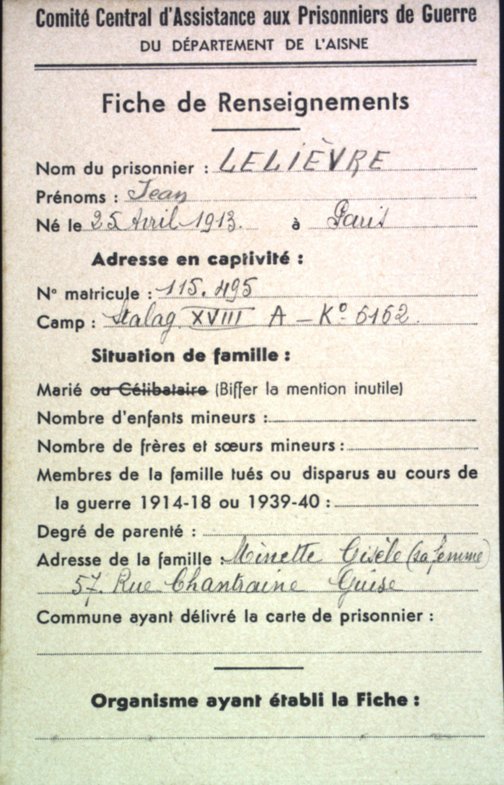 Comité Central d'Assistance aux Prisonniers de Guerre
DU DÉPARTEMENT DE L'AISNE
Fiche de Renseignements
Nom du prisonnier : LELIÈVRE
Prénoms : Jean
Né le 25 Avril 1913. à Paris
Adresse en captivité :
N° matricule : 115.495
Camp : Stalag XVIII A - K° 5152.
Situation de famille :
Marié ou Célibataire (Biffer la mention inutile)
Nombre d'enfants mineurs :
Nombre de frères et sœurs mineurs :
Membres de la famille tués ou disparus au cours de
la guerre 1914-18 ou 1939-40 :
Degré de parenté :
Adresse de la famille : Minette Gisèle (sa femme)
57. Rue Chantraine Guise
Commune ayant délivré la carte de prisonnier :
Organisme ayant établi la Fiche :